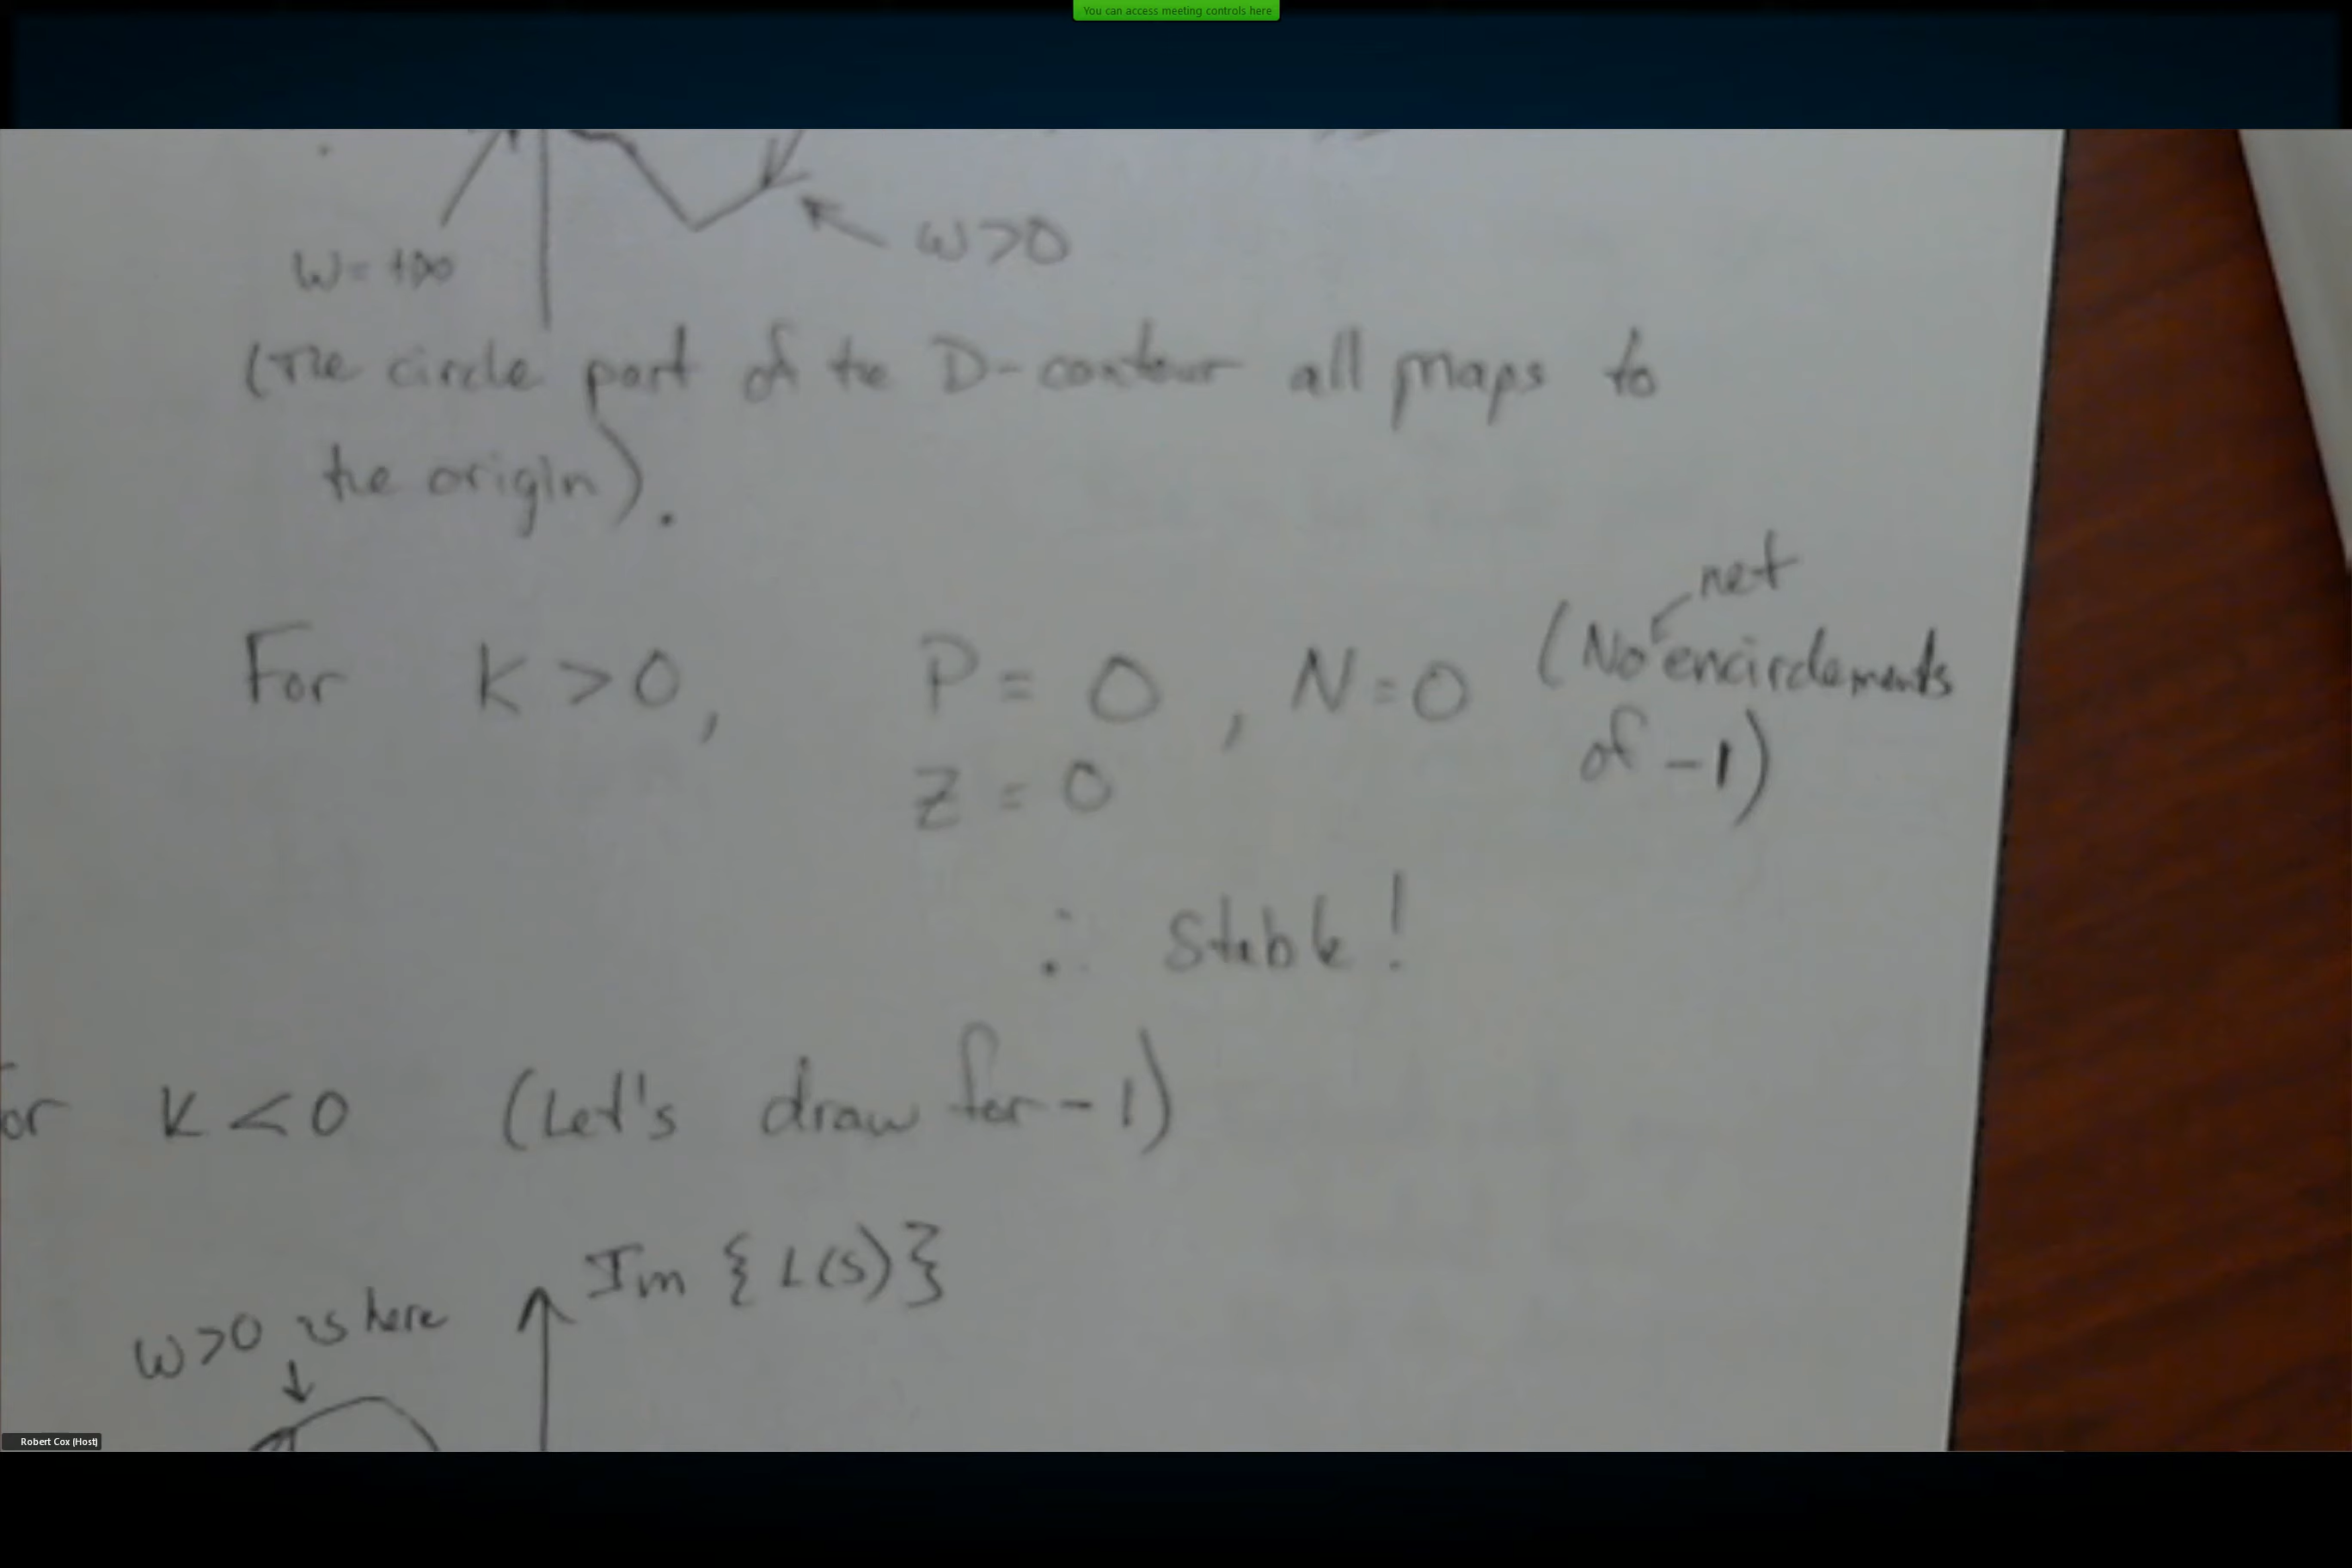 You can access meeting controls here
ω>0
ω=+∞
(The circle part of the D-contour all maps to
the origin).
net
For K>0, P=0, N=0 (No encirclements
of -1)
Z=0
∴ Stable!
For K<0 (Let's draw for -1)
Im {L(s)}
ω>0 is here
Robert Cox (Host)